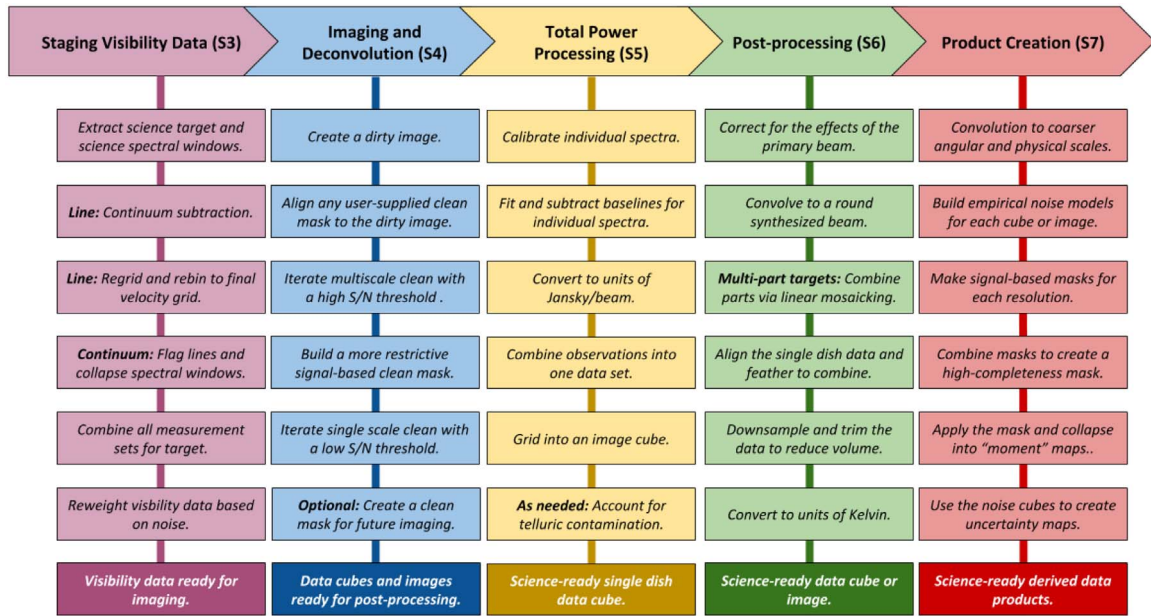 Staging Visibility Data (S3)
Imaging and
Deconvolution (S4)
Total Power
Processing (S5)
Post-processing (S6)
Product Creation (S7)
Extract science target and
science spectral windows.
Line: Continuum subtraction.
Line: Regrid and rebin to final
velocity grid.
Continuum: Flag lines and
collapse spectral windows.
Combine all measurement
sets for target.
Reweight visbility data based
on noise.
Visibility data ready for
imaging.
Create a dirty image.
Align any user-supplied clean
mask to the dirty image.
Iterate multiscale clean with
a high S/N threshold .
Build a more restrictive
signal-based clean mask.
Iterate single scale clean with
a low S/N threshold.
Optional: Create a clean
mask for future imaging.
Data cubes and images
ready for post-processing.
Calibrate individual spectra.
Fit and subtract baselines for
individual spectra.
Convert to units of
Jansky/beam.
Combine observations into
one data set.
Grid into an image cube.
As needed: Account for
telluric contamination.
Science-ready single dish
data cube.
Correct for the effects of the
primary beam.
Convolve to a round
synthesized beam.
Multi-part targets: Combine
parts via linear mosaicking.
Align the single dish data and
feather to combine.
Downsample and trim the
data to reduce volume.
Convert to units of Kelvin.
Science-ready data cube or
image.
Convolution to coarser
angular and physical scales.
Build empirical noise models
for each cube or image.
Make signal-based masks for
each resolution.
Combine masks to create a
high-completeness mask.
Apply the mask and collapse
into “moment” maps..
Use the noise cubes to create
uncertainty maps.
Science-ready derived data
products.